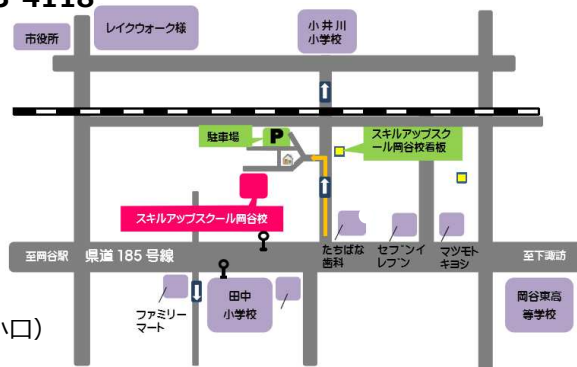 4118
市役所
レイクウォーク様
小井川
小学校
駐車場
P
スキルアップスク
ール岡谷校看板
スキルアップスクール岡谷校
至岡谷駅
県道185号線
たちばな
歯科
セブンイ
レブン
マツモト
キヨシ
至下諏訪
ファミリー
マート
田中
小学校
岡谷東高
等学校
小口）